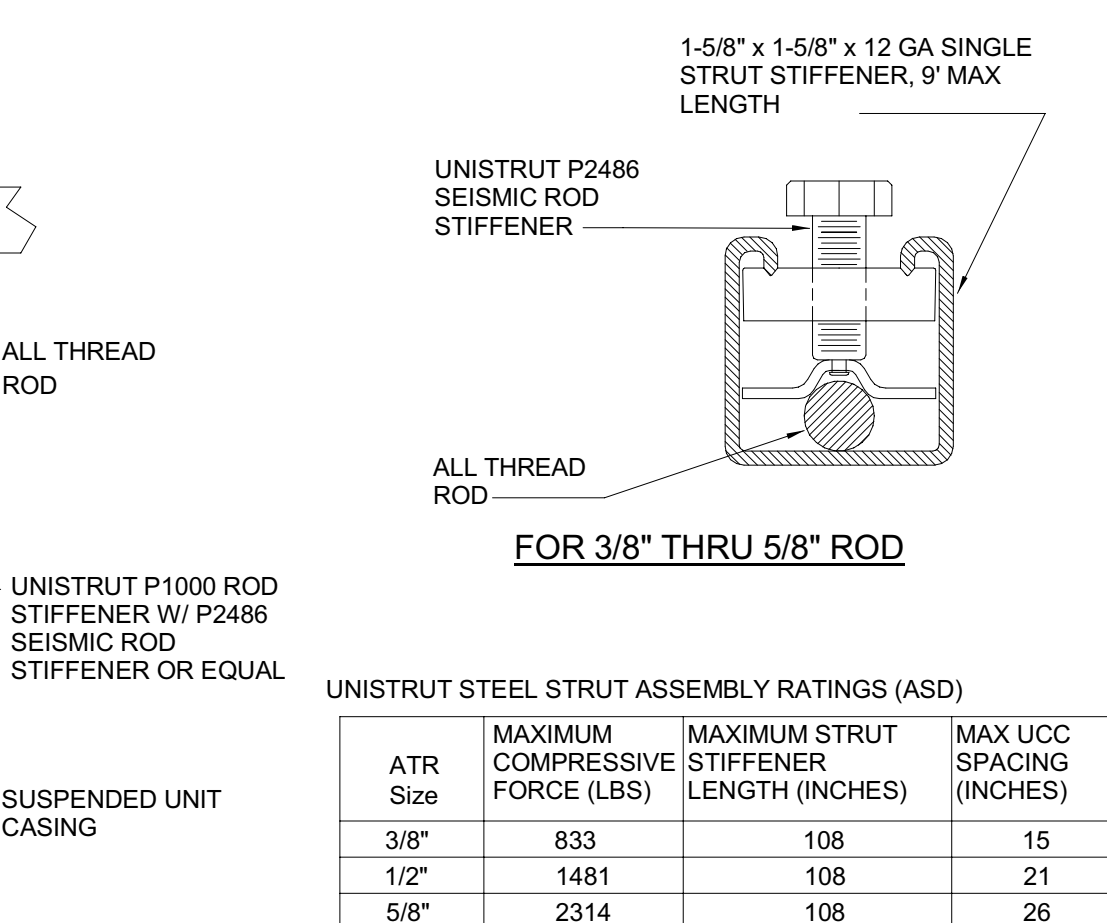 1-5/8" x 1-5/8" x 12 GA SINGLE
STRUT STIFFENER, 9' MAX
LENGTH
UNISTRUT P2486
SEISMIC ROD
STIFFENER
ALL THREAD
ROD
ALL THREAD
ROD
FOR 3/8" THRU 5/8" ROD
UNISTRUT P1000 ROD
STIFFENER W/ P2486
SEISMIC ROD
STIFFENER OR EQUAL
SUSPENDED UNIT
CASING
UNISTRUT STEEL STRUT ASSEMBLY RATINGS (ASD)
ATR
Size
MAXIMUM
COMPRESSIVE
FORCE (LBS)
MAXIMUM STRUT
STIFFENER
LENGTH (INCHES)
MAX UCC
SPACING
(INCHES)
3/8" 833 108 15
1/2" 1481 108 21
5/8" 2314 108 26